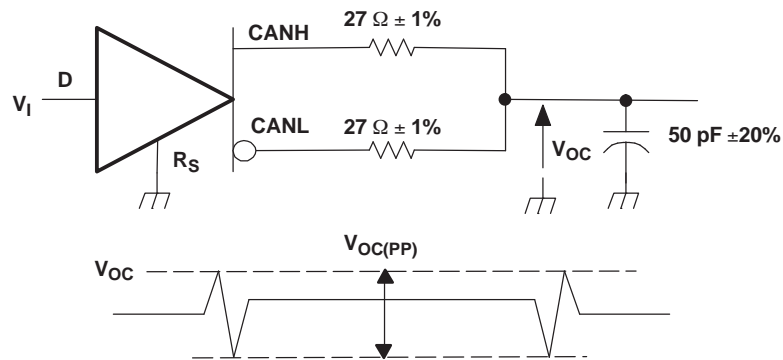 CANH
27 Ω ± 1%
D
V_I
CANL
27 Ω ± 1%
R_S
V_OC
50 pF ±20%
V_OC(PP)
V_OC